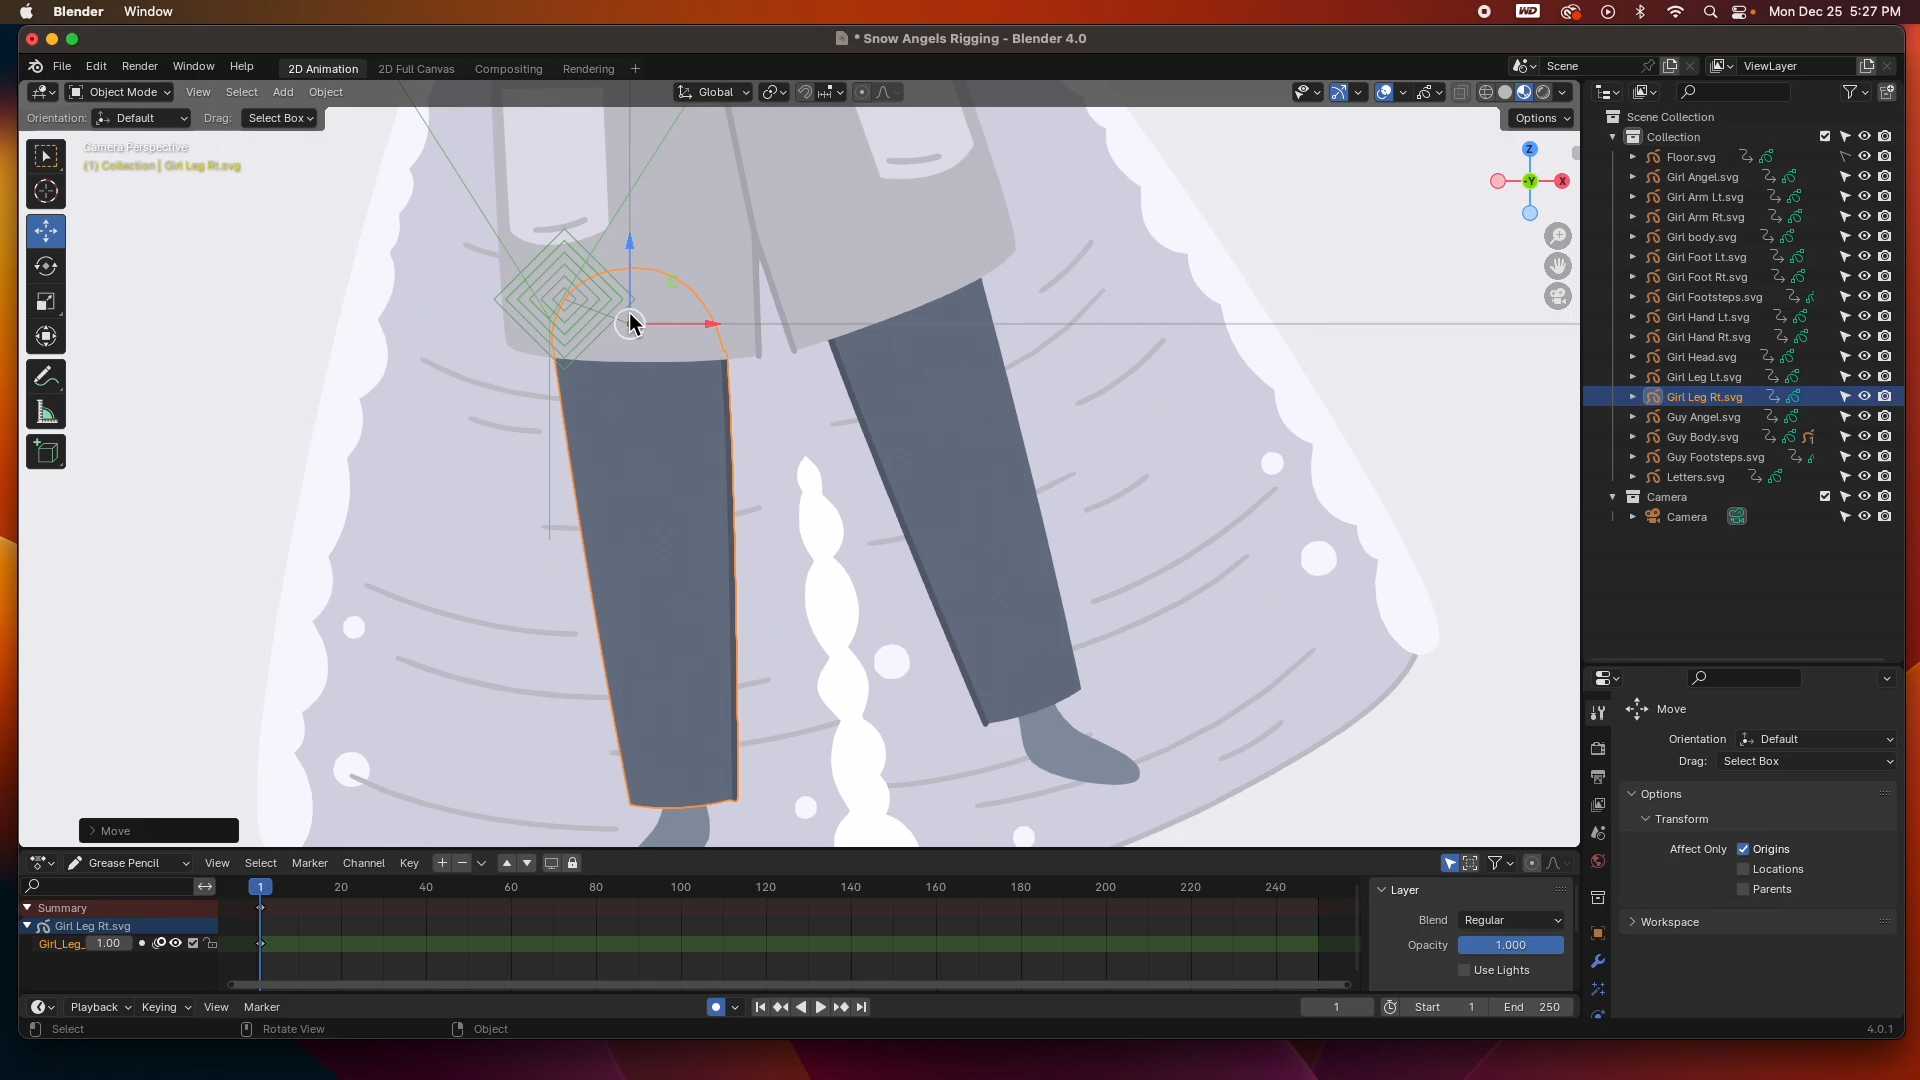 Blender Window WD Mon Dec 25 5:27 PM
* Snow Angels Rigging - Blender 4.0
File Edit Render Window Help 2D Animation 2D Full Canvas Compositing Rendering + Scene ViewLayer
Object Mode View Select Add Object Global
Orientation: Default Drag: Select Box Options
Camera Perspective
(1) Collection | Girl Leg Rt.svg
Z
X
-Y
Move
Scene Collection
Collection
Floor.svg
Girl Angel.svg
Girl Arm Lt.svg
Girl Arm Rt.svg
Girl body.svg
Girl Foot Lt.svg
Girl Foot Rt.svg
Girl Footsteps.svg
Girl Hand Lt.svg
Girl Hand Rt.svg
Girl Head.svg
Girl Leg Lt.svg
Girl Leg Rt.svg
Guy Angel.svg
Guy Body.svg
Guy Footsteps.svg
Letters.svg
Camera
Camera
Move
Orientation Default
Drag: Select Box
Options
Transform
Affect Only Origins
Locations
Parents
Workspace
Grease Pencil View Select Marker Channel Key
1 20 40 60 80 100 120 140 160 180 200 220 240
Summary
Girl Leg Rt.svg
Girl_Leg_ 1.00
Layer
Blend Regular
Opacity 1.000
Use Lights
Playback Keying View Marker 1 Start 1 End 250
Select Rotate View Object 4.0.1